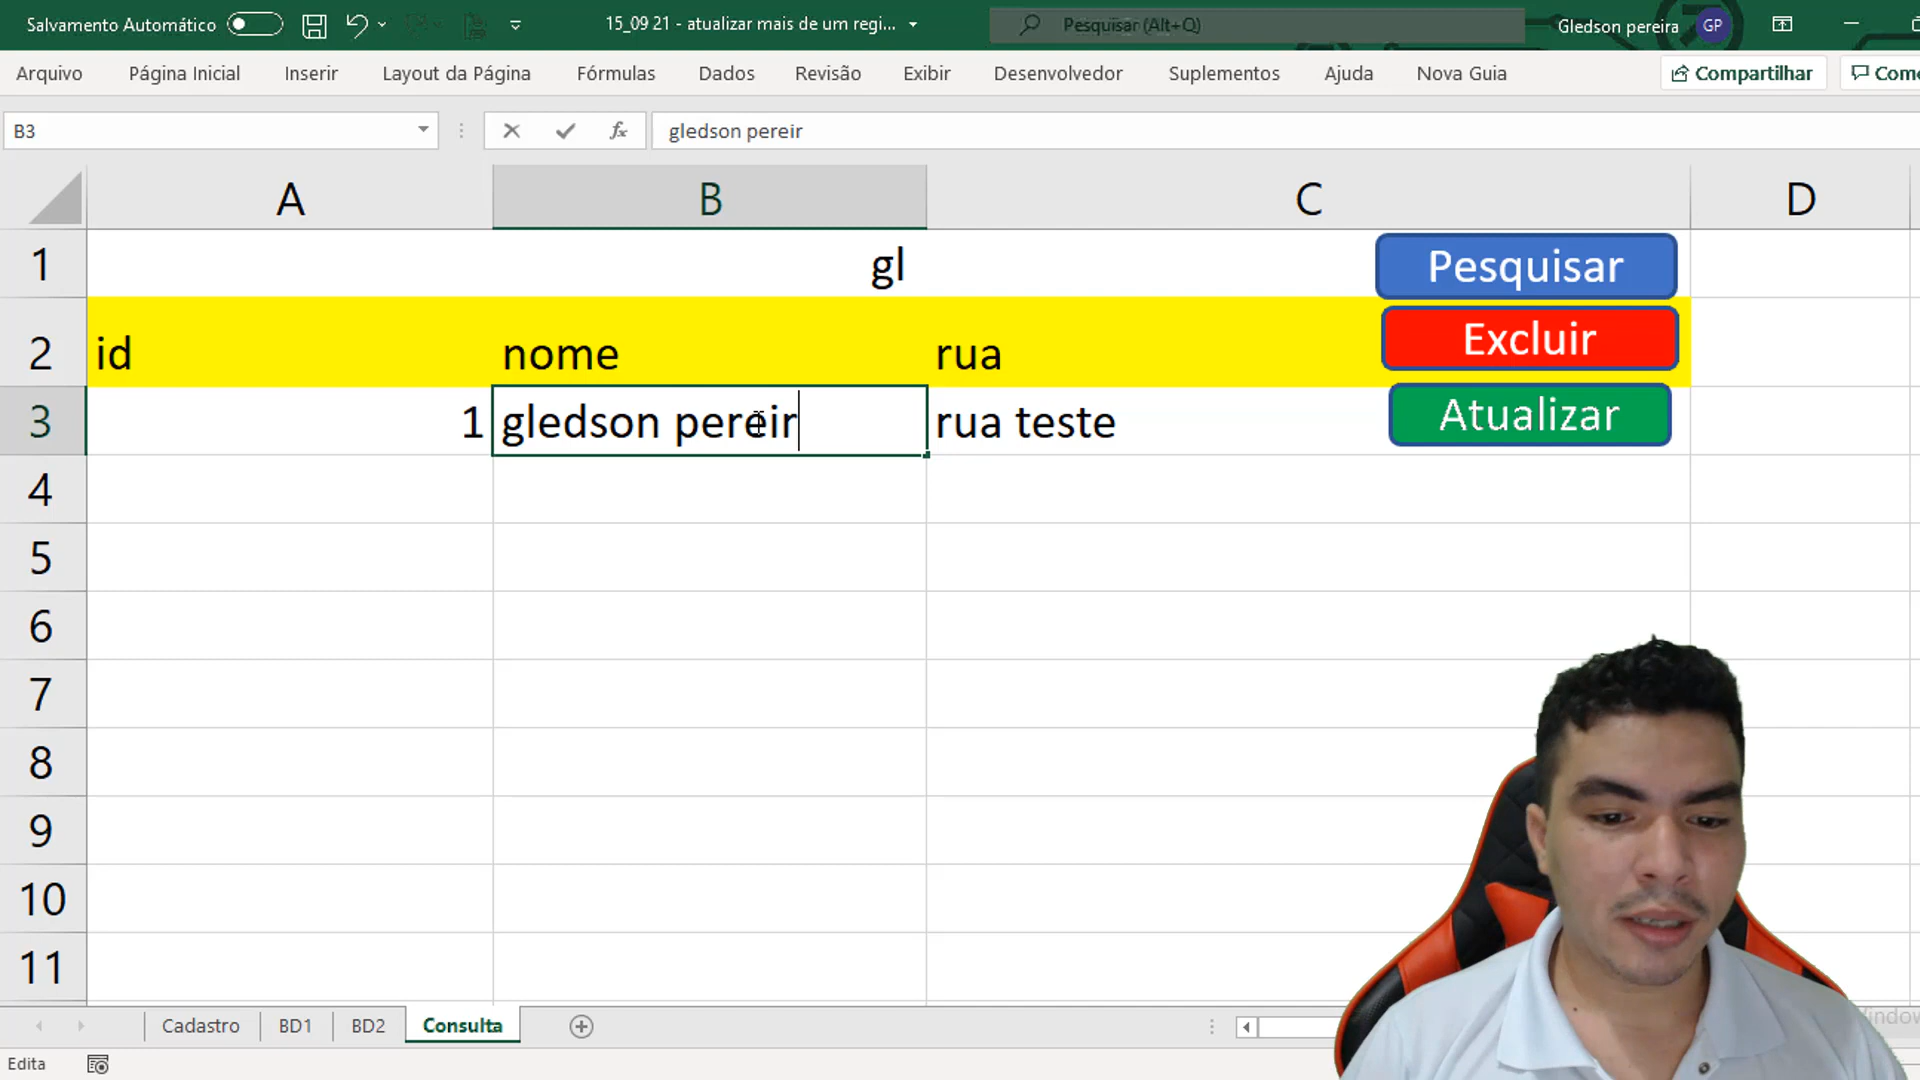 Salvamento Automático
15_09 21 - atualizar mais de um regi...
Pesquisar (Alt+Q)
Gledson pereira
GP
Arquivo
Página Inicial
Inserir
Layout da Página
Fórmulas
Dados
Revisão
Exibir
Desenvolvedor
Suplementos
Ajuda
Nova Guia
Compartilhar
Come
B3
fx
gledson pereir
A
B
C
D
1
gl
Pesquisar
2
id
nome
rua
Excluir
3
1
gledson pereir
rua teste
Atualizar
4
5
6
7
8
9
10
11
Cadastro
BD1
BD2
Consulta
Edita